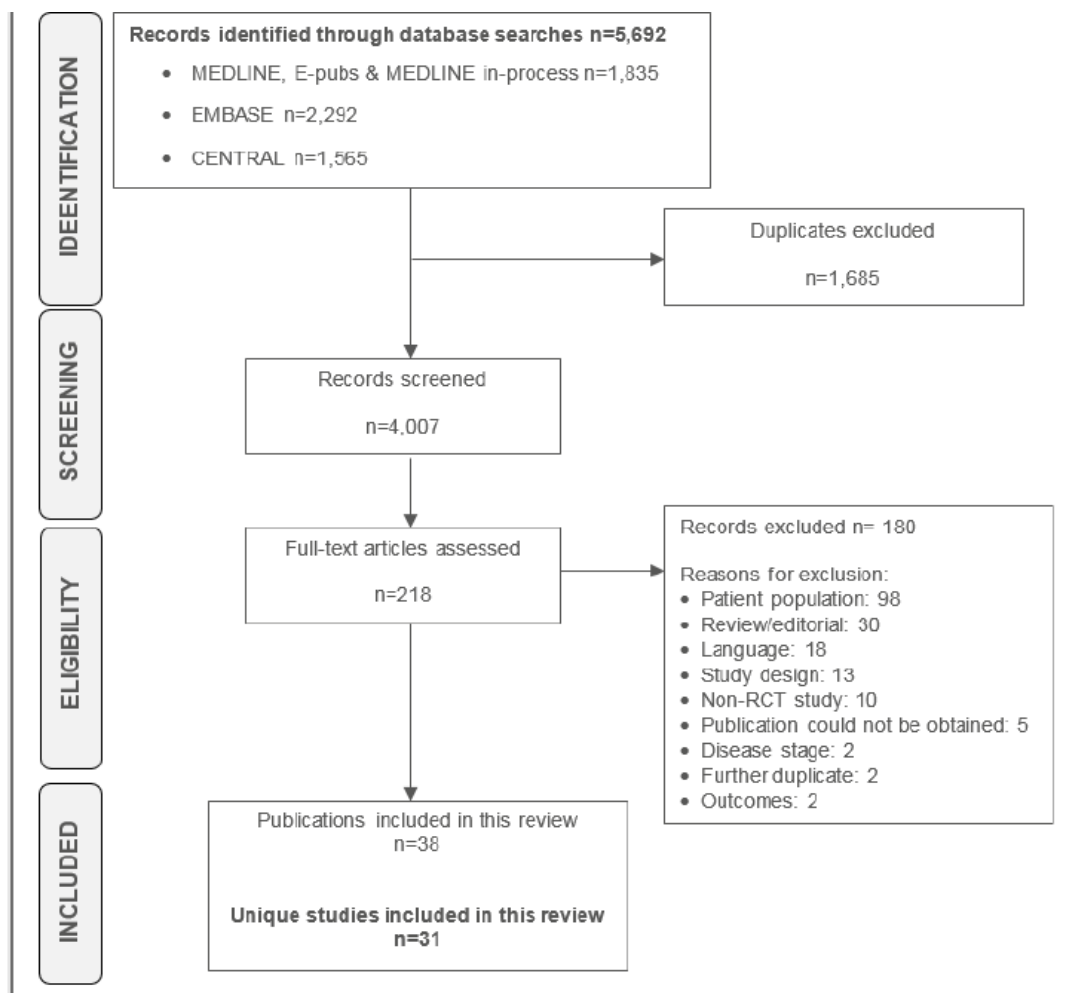 IDEENTIFICATION
Records identified through database searches n=5,692
• MEDLINE, E-pubs & MEDLINE in-process n=1,835
• EMBASE n=2,292
• CENTRAL n=1,565
Duplicates excluded
n=1,685
SCREENING
Records screened
n=4,007
ELIGIBILITY
Full-text articles assessed
n=218
Records excluded n= 180
Reasons for exclusion:
• Patient population: 98
• Review/editorial: 30
• Language: 18
• Study design: 13
• Non-RCT study: 10
• Publication could not be obtained: 5
• Disease stage: 2
• Further duplicate: 2
• Outcomes: 2
INCLUDED
Publications included in this review
n=38
Unique studies included in this review
n=31